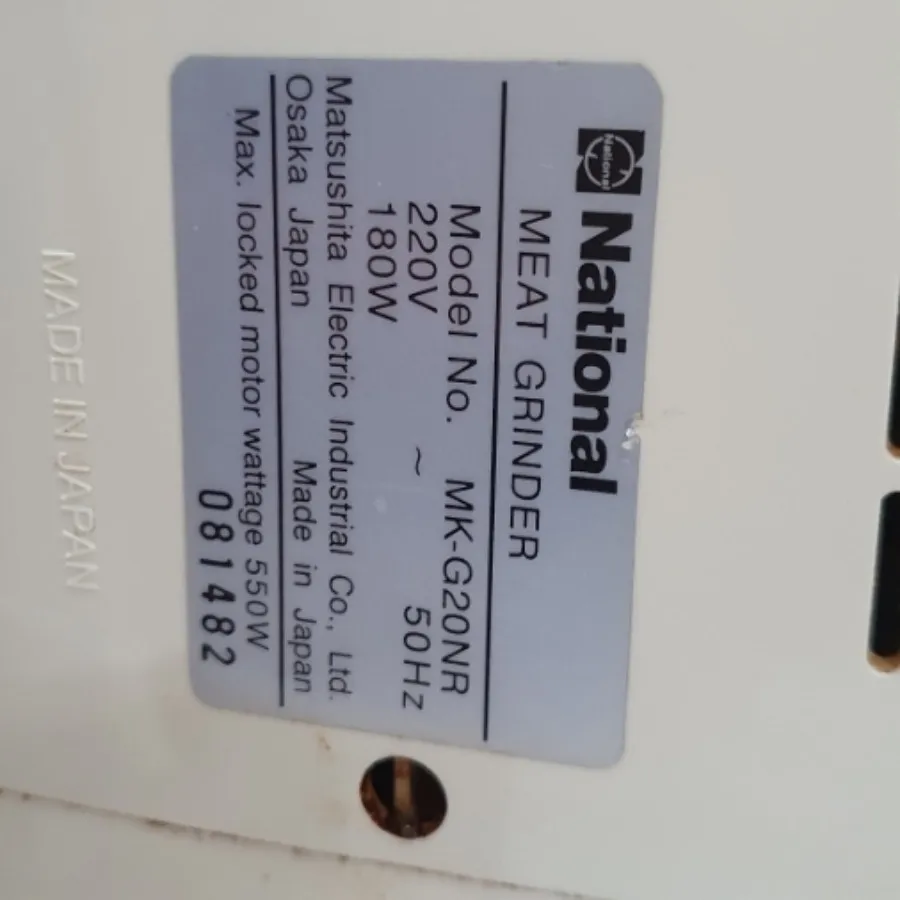 National
National
MEAT GRINDER
Model No. MK-G20NR
220V ~ 50Hz
180W
Matsushita Electric Industrial Co., Ltd.
Osaka Japan Made in Japan
Max. locked motor wattage 550W
081482
MADE IN JAPAN